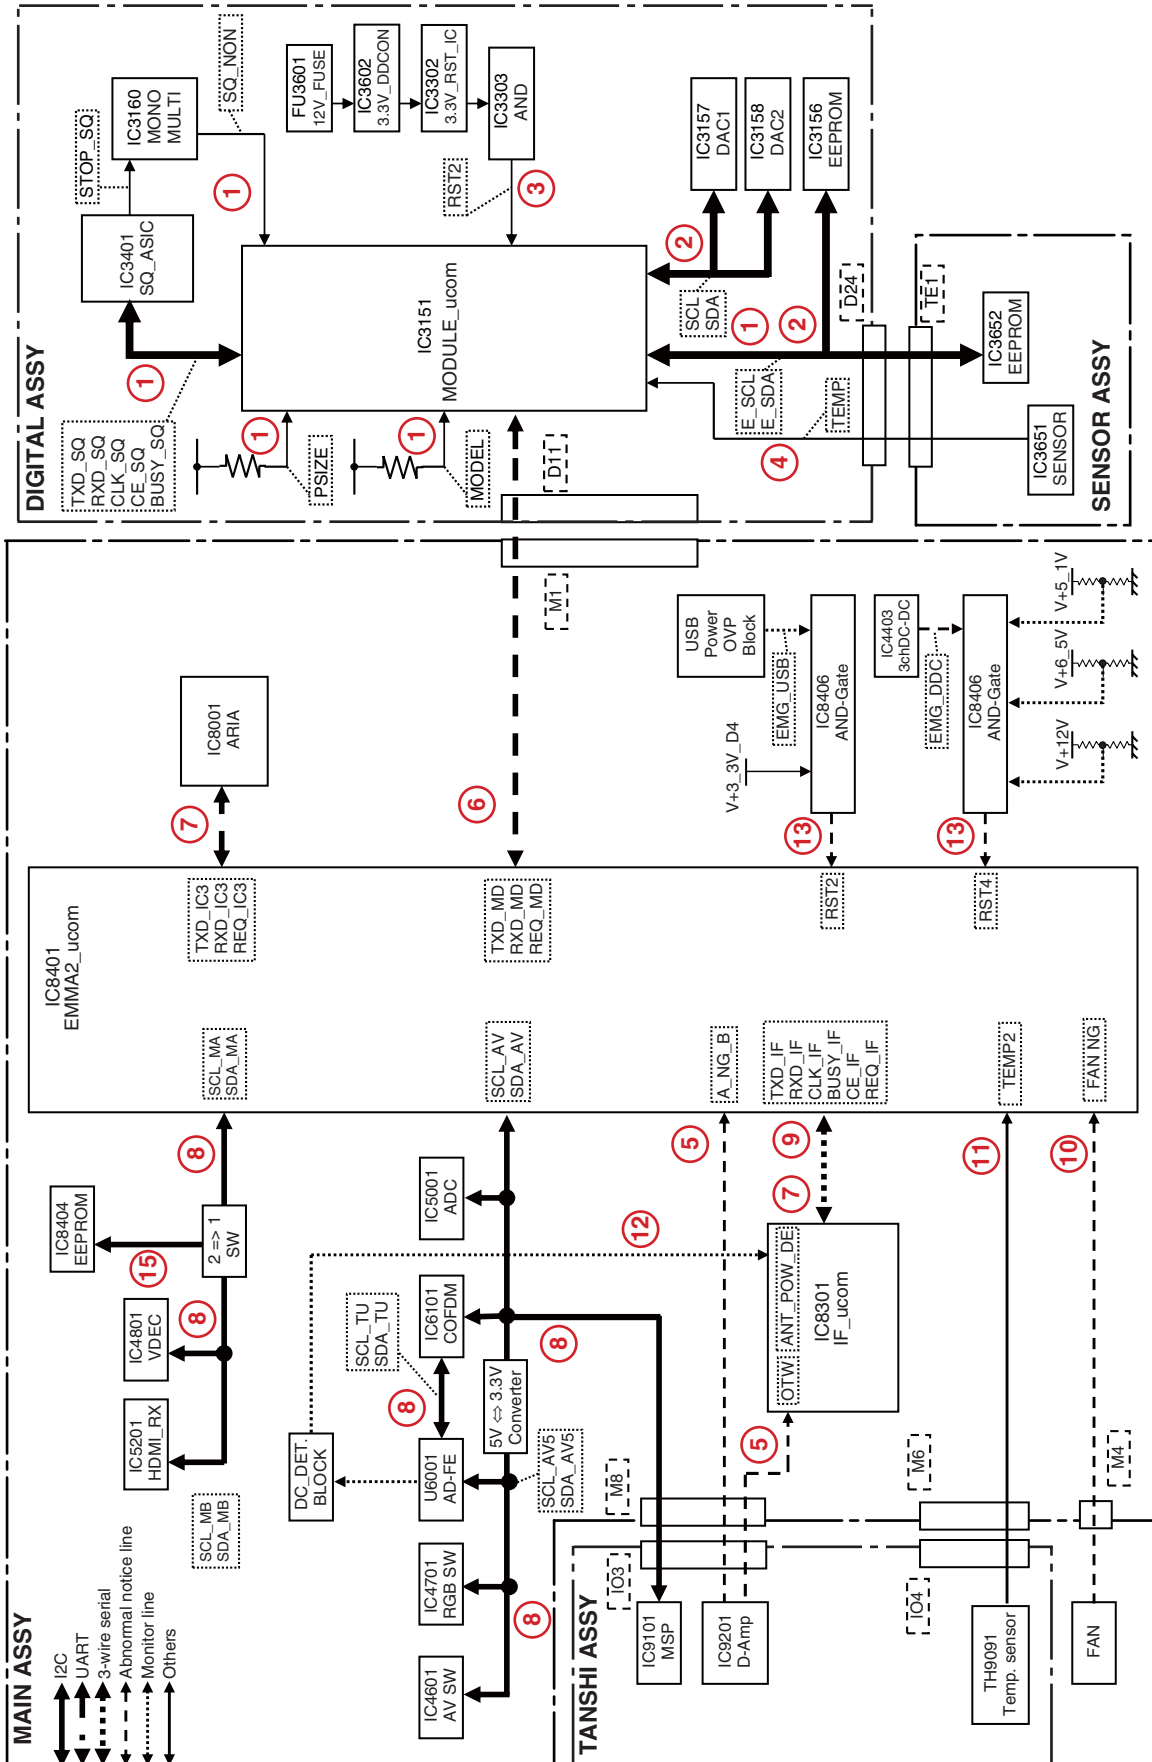 MAIN ASSY
I2C
UART
3-wire serial
Abnormal notice line
Monitor line
Others
SCL_MB
SDA_MB
IC5201
HDMI_RX
IC4801
VDEC
8
15
IC8404
EEPROM
2 => 1
SW
8
IC8401
EMMA2_ucom
SCL_MA
SDA_MA
TXD_IC3
RXD_IC3
REQ_IC3
7
IC8001
ARIA
IC4601
AV SW
IC4701
RGB SW
8
DC_DET.
BLOCK
U6001
AD-FE
SCL_AV5
SDA_AV5
SCL_TU
SDA_TU
8
IC6101
COFDM
5V ⇔ 3.3V
Converter
8
IC5001
ADC
12
SCL_AV
SDA_AV
TXD_MD
RXD_MD
REQ_MD
6
M1
D11
TANSHI ASSY
IO3
M8
IC9101
MSP
IC9201
D-Amp
5
5
A_NG_B
OTW
ANT_POW_DE
IC8301
IF_ucom
7
9
TXD_IF
RXD_IF
CLK_IF
BUSY_IF
CE_IF
REQ_IF
IO4
M6
TH9091
Temp. sensor
11
TEMP2
FAN
M4
10
FAN NG
RST2
13
V+3_3V_D4
USB
Power
OVP
Block
EMG_USB
IC8406
AND-Gate
RST4
13
IC4403
3chDC-DC
EMG_DDC
IC8406
AND-Gate
V+12V
V+6_5V
V+5_1V
DIGITAL ASSY
TXD_SQ
RXD_SQ
CLK_SQ
CE_SQ
BUSY_SQ
1
IC3401
SQ_ASIC
STOP_SQ
IC3160
MONO
MULTI
SQ_NON
1
1
PSIZE
1
MODEL
IC3151
MODULE_ucom
FU3601
12V_FUSE
IC3602
3.3V_DDCON
IC3302
3.3V_RST_IC
IC3303
AND
RST2
3
SCL
SDA
2
IC3157
DAC1
IC3158
DAC2
IC3156
EEPROM
1
2
E_SCL
E_SDA
TEMP
4
D24
TE1
SENSOR ASSY
IC3651
SENSOR
IC3652
EEPROM